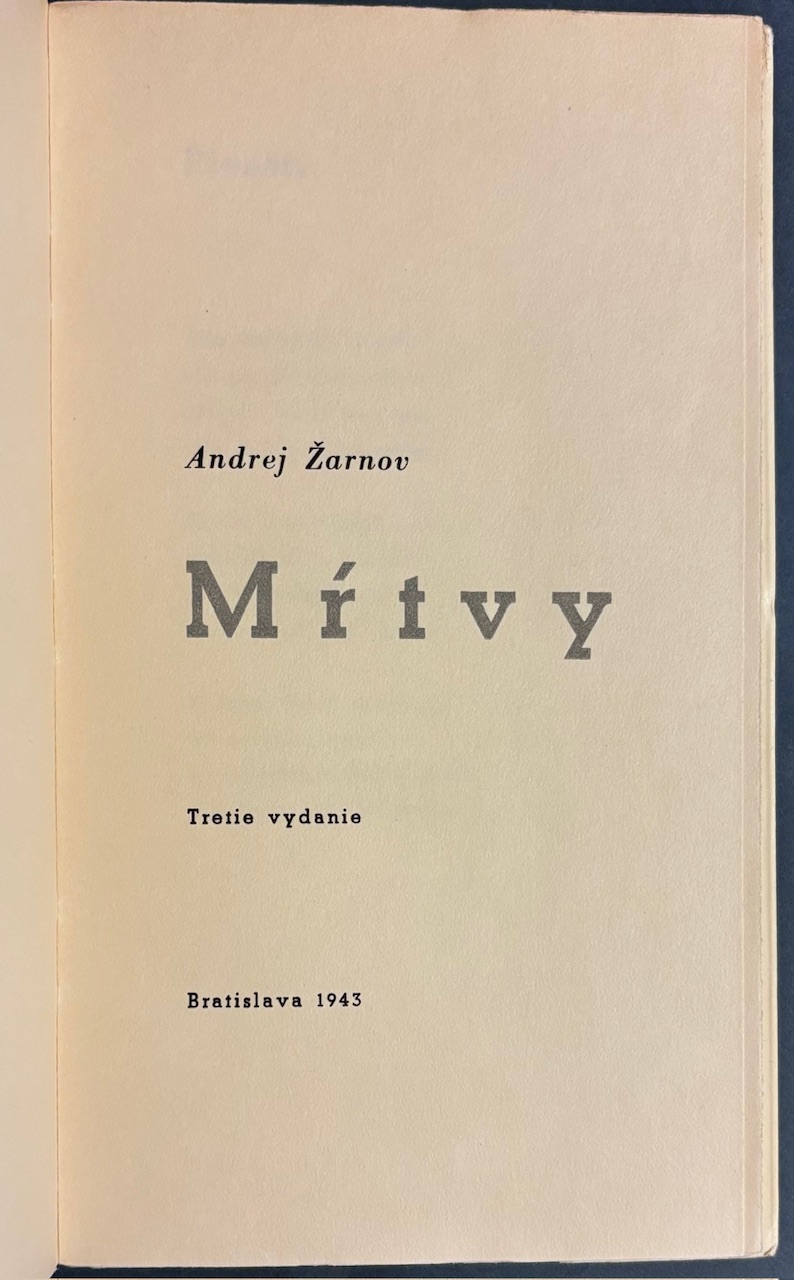 Andrej Žarnov
Mŕtvy
Tretie vydanie
Bratislava 1943